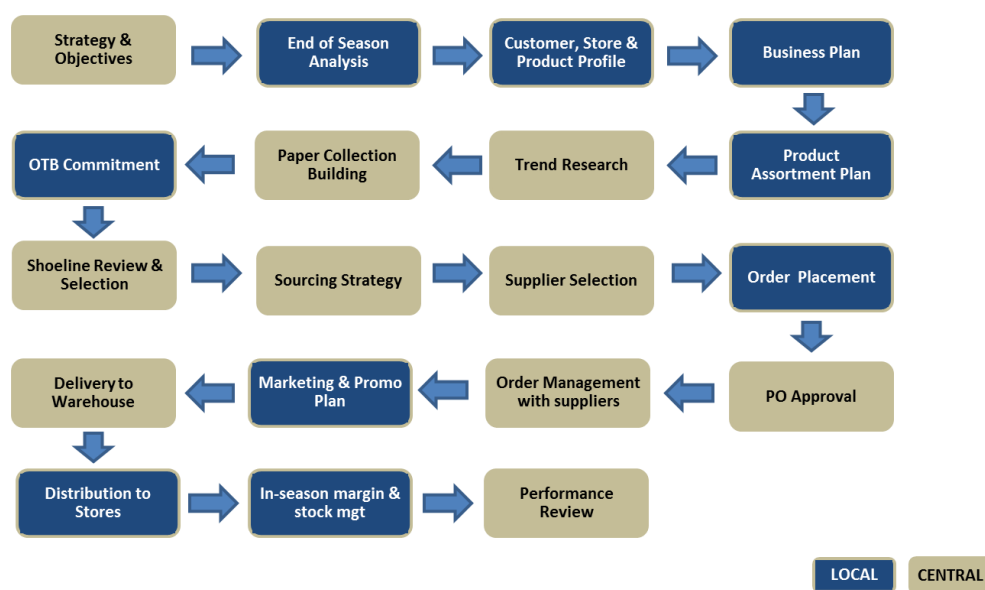 Strategy &
Objectives
End of Season
Analysis
Customer, Store &
Product Profile
Business Plan
OTB Commitment
Paper Collection
Building
Trend Research
Product
Assortment Plan
Shoeline Review &
Selection
Sourcing Strategy
Supplier Selection
Order Placement
Delivery to
Warehouse
Marketing & Promo
Plan
Order Management
with suppliers
PO Approval
Distribution to
Stores
In-season margin &
stock mgt
Performance
Review
LOCAL
CENTRAL